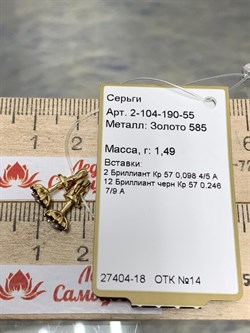 Серьги
Арт. 2-104-190-55
Металл: Золото 585
Масса, г: 1,49
Вставки:
2 Бриллиант Кр 57 0,098 4/5 А
12 Бриллиант черн Кр 57 0,246
7/9 А
27404-18 ОТК №14